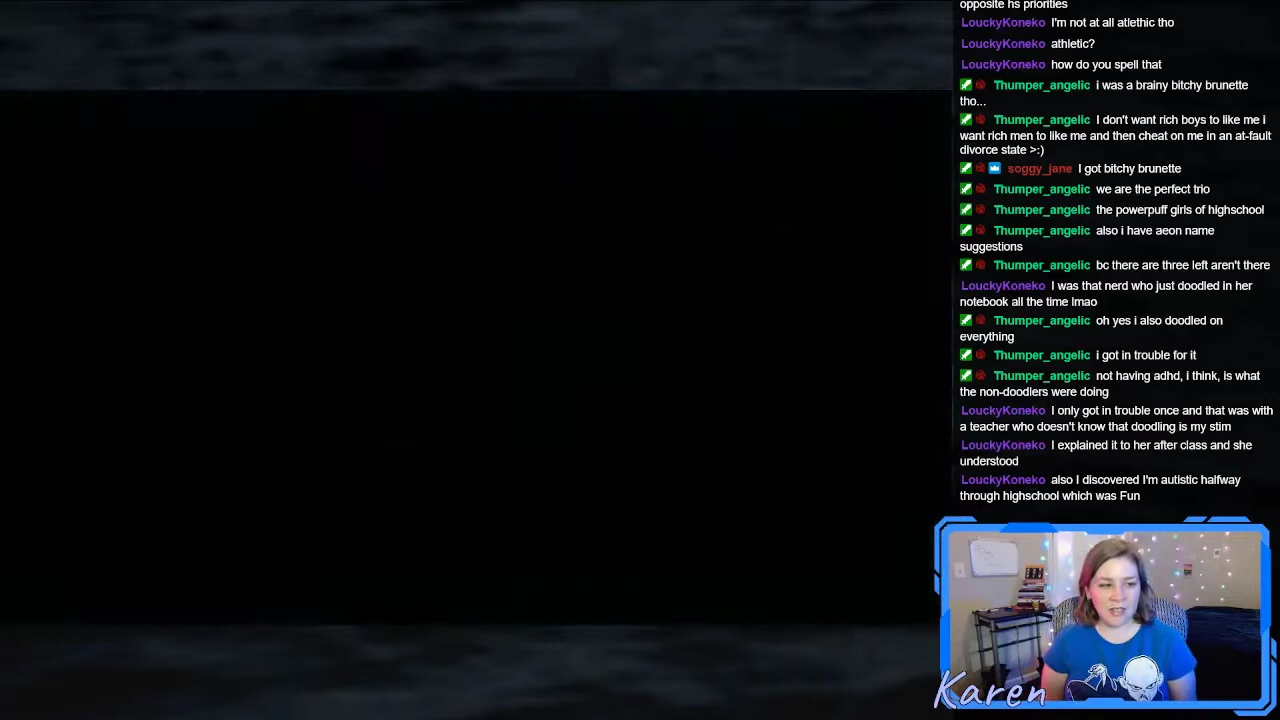 opposite hs priorities
LouckyKoneko I'm not at all atlethic tho
LouckyKoneko athletic?
LouckyKoneko how do you spell that
Thumper_angelic i was a brainy bitchy brunette
tho...
Thumper_angelic I don't want rich boys to like me i
want rich men to like me and then cheat on me in an at-fault
divorce state >:)
soggy_jane I got bitchy brunette
Thumper_angelic we are the perfect trio
Thumper_angelic the powerpuff girls of highschool
Thumper_angelic also i have aeon name
suggestions
Thumper_angelic bc there are three left aren't there
LouckyKoneko I was that nerd who just doodled in her
notebook all the time lmao
Thumper_angelic oh yes i also doodled on
everything
Thumper_angelic i got in trouble for it
Thumper_angelic not having adhd, i think, is what
the non-doodlers were doing
LouckyKoneko I only got in trouble once and that was with
a teacher who doesn't know that doodling is my stim
LouckyKoneko I explained it to her after class and she
understood
LouckyKoneko also I discovered I'm autistic halfway
through highschool which was Fun
Karen